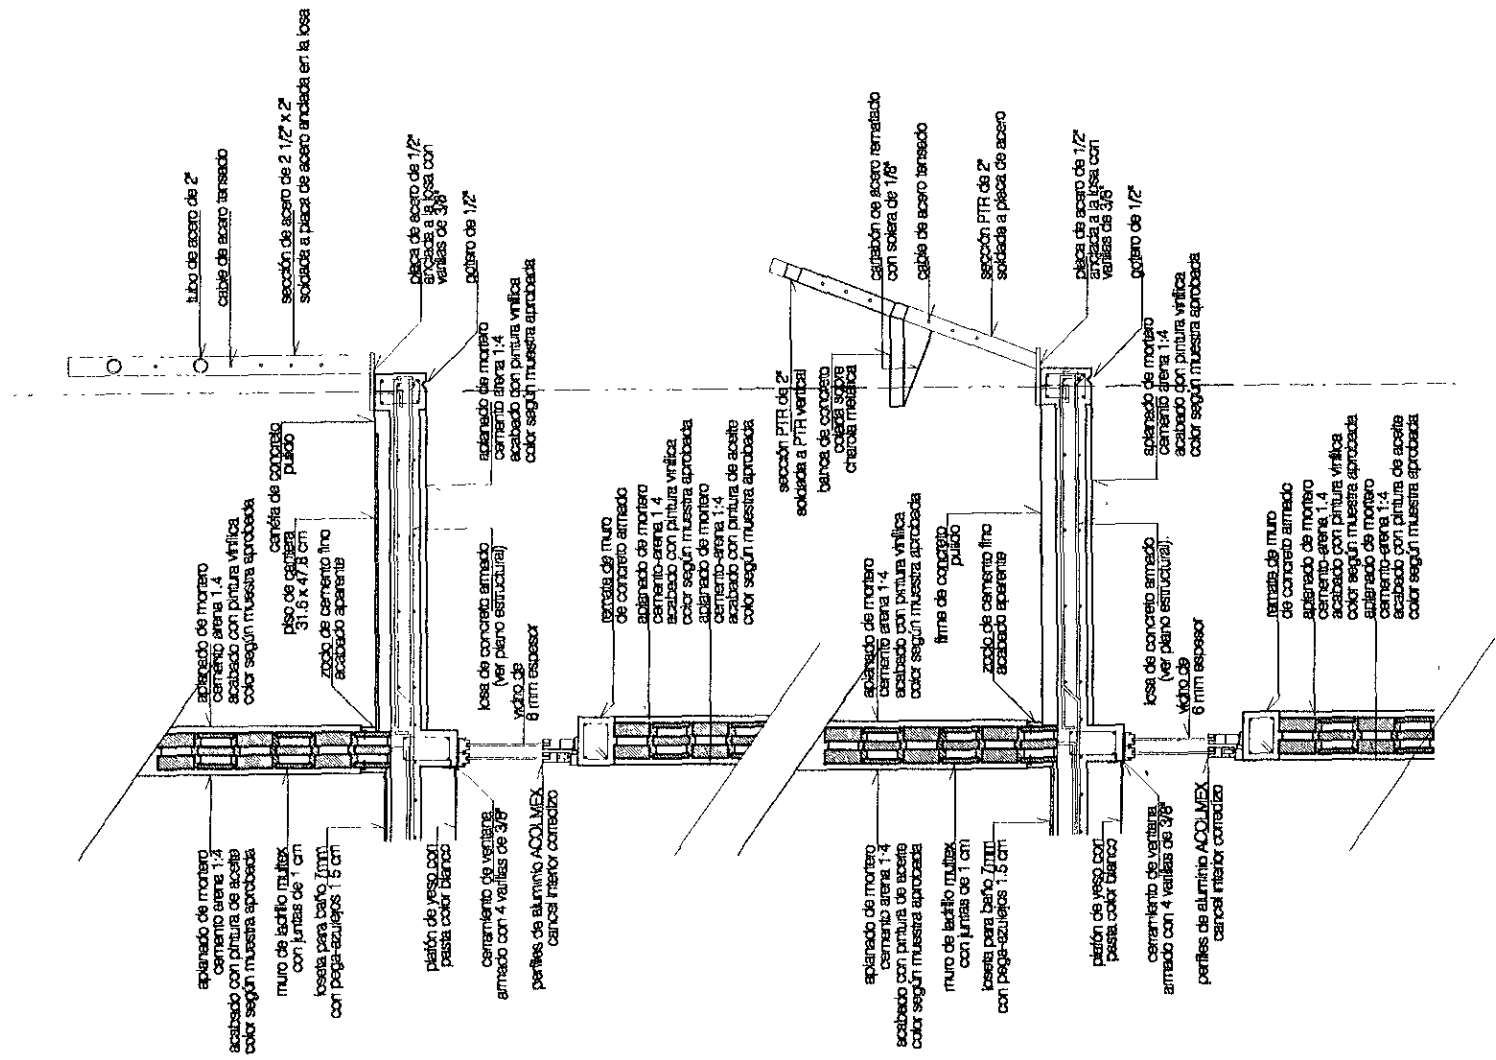 tubo de acero de 2"
cable de acero tensado
sección de acero de 2 1/2" x 2"
soldada a placa de acero anclada en la losa
placa de acero de 1/2"
anclada a la losa con
varillas de 3/8"
gotero de 1/2"
aplanado de mortero
cemento arena 1:4
acabado con pintura vinílica
color según muestra aprobada
cenefa de concreto
pulido
piso de cantera
31.6 x 47.8 cm
zoclo de cemento fino
acabado aparente
aplanado de mortero
cemento arena 1.4
acabado con pintura vinílica
color según muestra aprobada
losa de concreto armado
(ver plano estructural)
vidrio de
6 mm espesor
remate de muro
de concreto armado
aplanado de mortero
cemento-arena 1.4
acabado con pintura vinílica
color según muestra aprobada
aplanado de mortero
cemento-arena 1:4
acabado con pintura de aceite
color según muestra aprobada
aplanado de mortero
cemento arena 1:4
acabado con pintura de aceite
color según muestra aprobada
muro de ladrillo multex
con juntas de 1 cm
loseta para baño 7mm
con pega-azulejos 1 5 cm
plafón de yeso con
pasta color blanco
cerramiento de ventana
armado con 4 varillas de 3/8"
perfiles de aluminio ACOLMEX
cancel interior corredizo
sección PTR de 2"
soldada a PTR vertical
banca de concreto
colada sobre
charola metálica
cartabón de acero rematado
con solera de 1/8"
cable de acero tensado
sección PTR de 2"
soldada a placa de acero
placa de acero de 1/2"
anclada a la losa con
varillas de 3/8"
gotero de 1/2"
aplanado de mortero
cemento arena 1:4
acabado con pintura vinílica
color según muestra aprobada
aplanado de mortero
cemento arena 1:4
acabado con pintura vinílica
color según muestra aprobada
firme de concreto
pulido
zoclo de cemento fino
acabado aparente
losa de concreto armado
(ver plano estructural).
vidrio de
6 mm espesor
remate de muro
de concreto armado
aplanado de mortero
cemento-arena 1.4
acabado con pintura vinílica
color según muestra aprobada
aplanado de mortero
cemento-arena 1:4
acabado con pintura de aceite
color según muestra aprobada
aplanado de mortero
cemento arena 1:4
acabado con pintura de aceite
color según muestra aprobada
muro de ladrillo multex
con juntas de 1 cm
loseta para baño 7mm
con pega-azulejos 1.5 cm
plafón de yeso con
pasta color blanco
cerramiento de ventana
armado con 4 varillas de 3/8"
perfiles de aluminio ACOLMEX
cancel interior corredizo